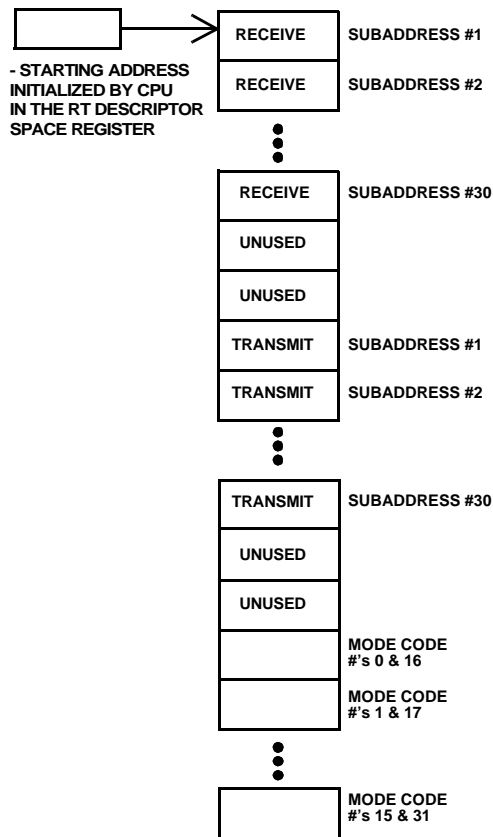 RECEIVE SUBADDRESS #1
- STARTING ADDRESS
INITIALIZED BY CPU
IN THE RT DESCRIPTOR
SPACE REGISTER
RECEIVE SUBADDRESS #2
RECEIVE SUBADDRESS #30
UNUSED
UNUSED
TRANSMIT SUBADDRESS #1
TRANSMIT SUBADDRESS #2
TRANSMIT SUBADDRESS #30
UNUSED
UNUSED
MODE CODE
#'s 0 & 16
MODE CODE
#'s 1 & 17
MODE CODE
#'s 15 & 31